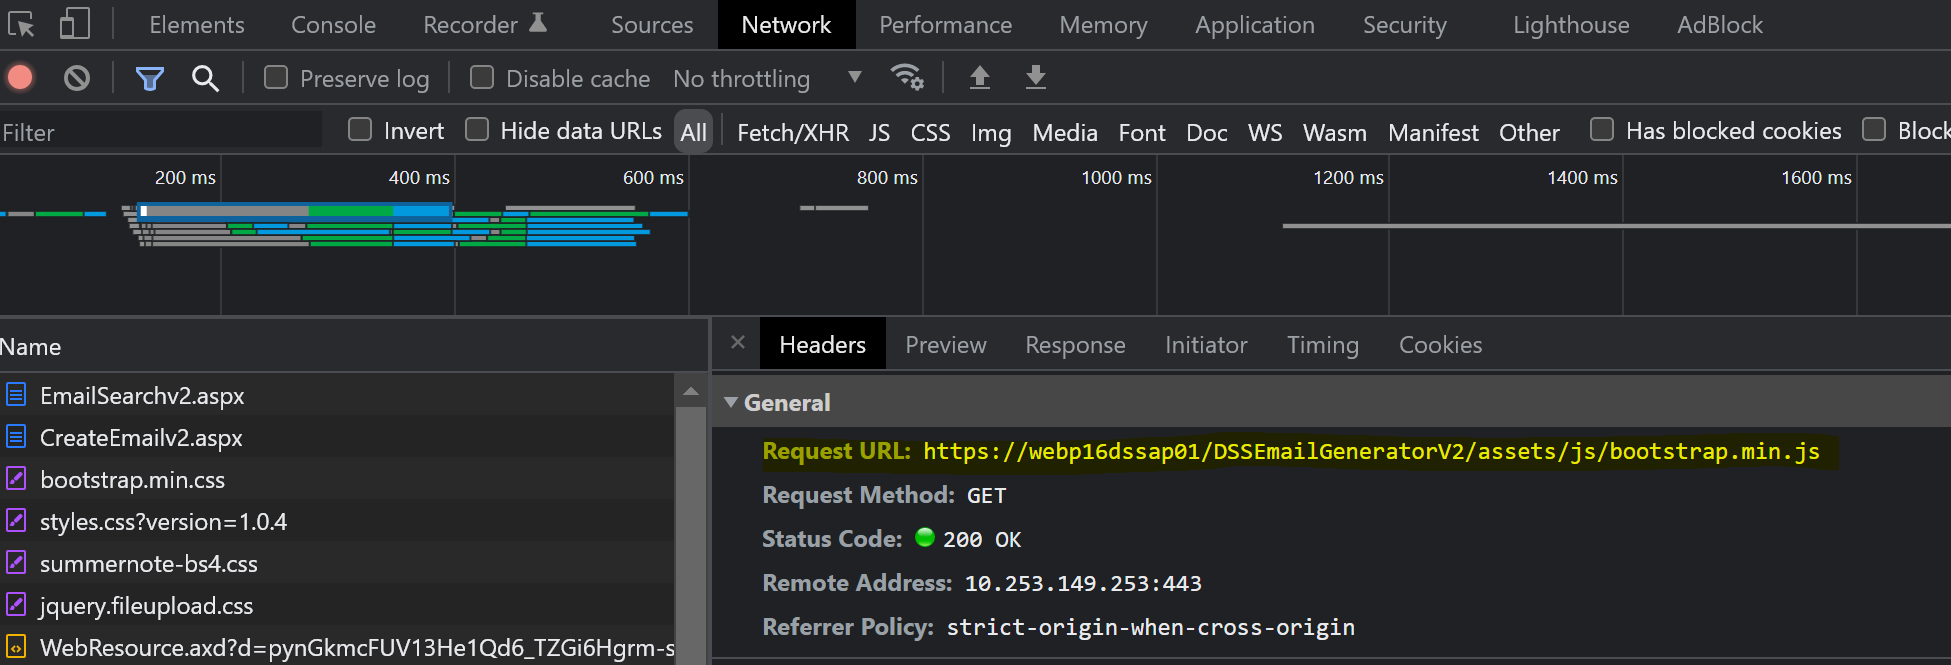 Elements Console Recorder Sources Network Performance Memory Application Security Lighthouse AdBlock
Preserve log Disable cache No throttling
Filter Invert Hide data URLs All Fetch/XHR JS CSS Img Media Font Doc WS Wasm Manifest Other Has blocked cookies Block
200 ms 400 ms 600 ms 800 ms 1000 ms 1200 ms 1400 ms 1600 ms
Name
EmailSearchv2.aspx
CreateEmailv2.aspx
bootstrap.min.css
styles.css?version=1.0.4
summernote-bs4.css
jquery.fileupload.css
WebResource.axd?d=pynGkmcFUV13He1Qd6_TZGi6Hgrm-s
Headers Preview Response Initiator Timing Cookies
General
Request URL: https://webp16dssap01/DSSEmailGeneratorV2/assets/js/bootstrap.min.js
Request Method: GET
Status Code: 200 OK
Remote Address: 10.253.149.253:443
Referrer Policy: strict-origin-when-cross-origin